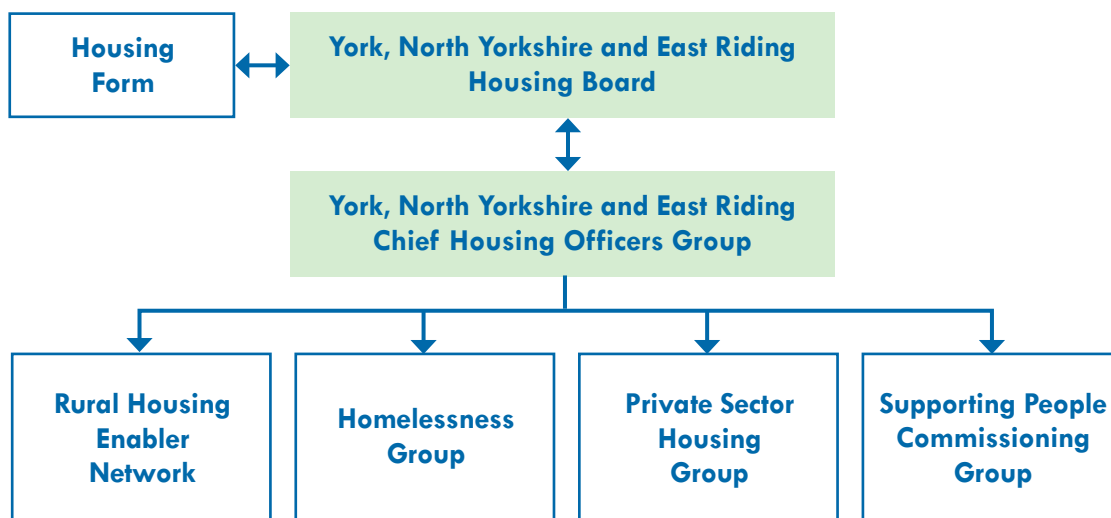 Housing
Form
York, North Yorkshire and East Riding
Housing Board
York, North Yorkshire and East Riding
Chief Housing Officers Group
Rural Housing
Enabler
Network
Homelessness
Group
Private Sector
Housing
Group
Supporting People
Commissioning
Group